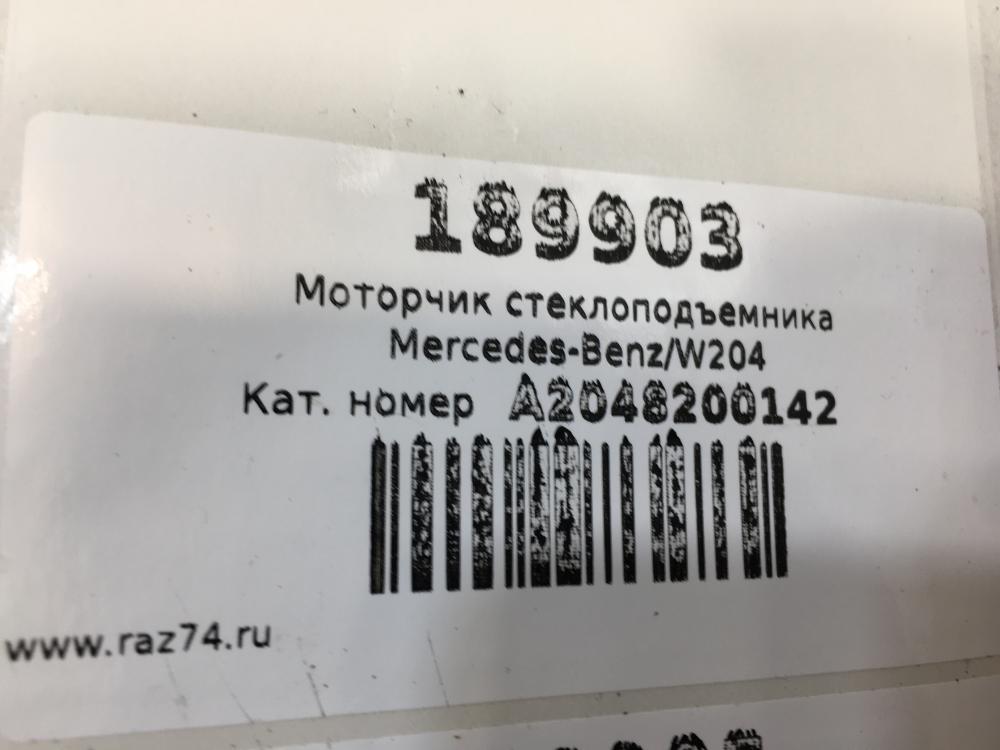 189903
Моторчик стеклоподъемника
Mercedes-Benz/W204
Кат. номер A2048200142
www.raz74.ru